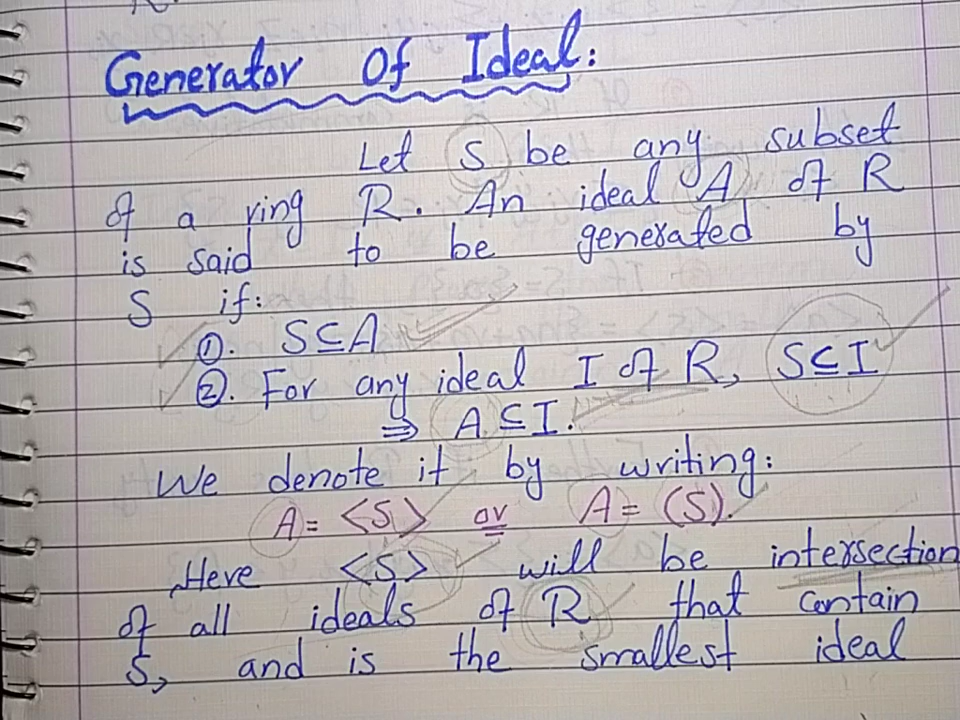 Generator Of Ideal:
Let S be any subset
of a ring R. An ideal A of R
is said to be generated by
S if:
①. S⊆A
②. For any ideal I of R, S⊆I
⇒ A⊆I.
We denote it by writing:
A = <S> or A = (S).
Here <S> will be intersection
of all ideals of R that contain
S, and is the smallest ideal